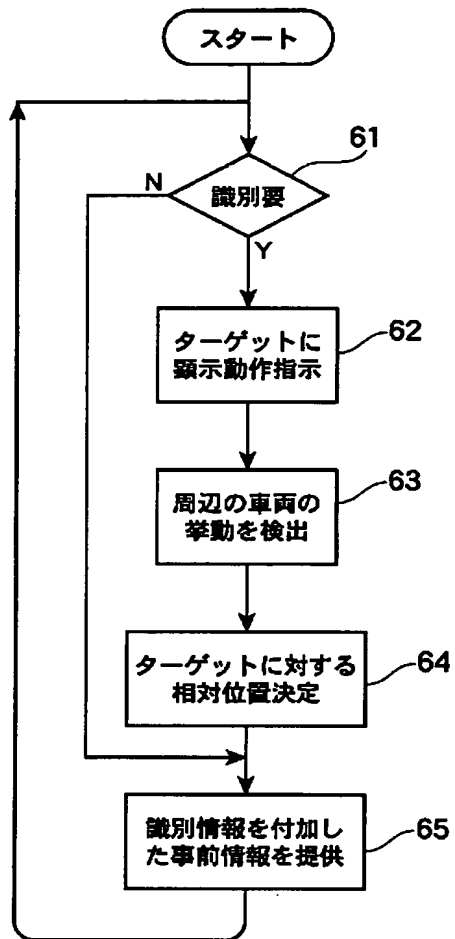 スタート
61
N
識別要
Y
ターゲットに
顕示動作指示
62
周辺の車両の
挙動を検出
63
ターゲットに対する
相対位置決定
64
識別情報を付加し
た事前情報を提供
65